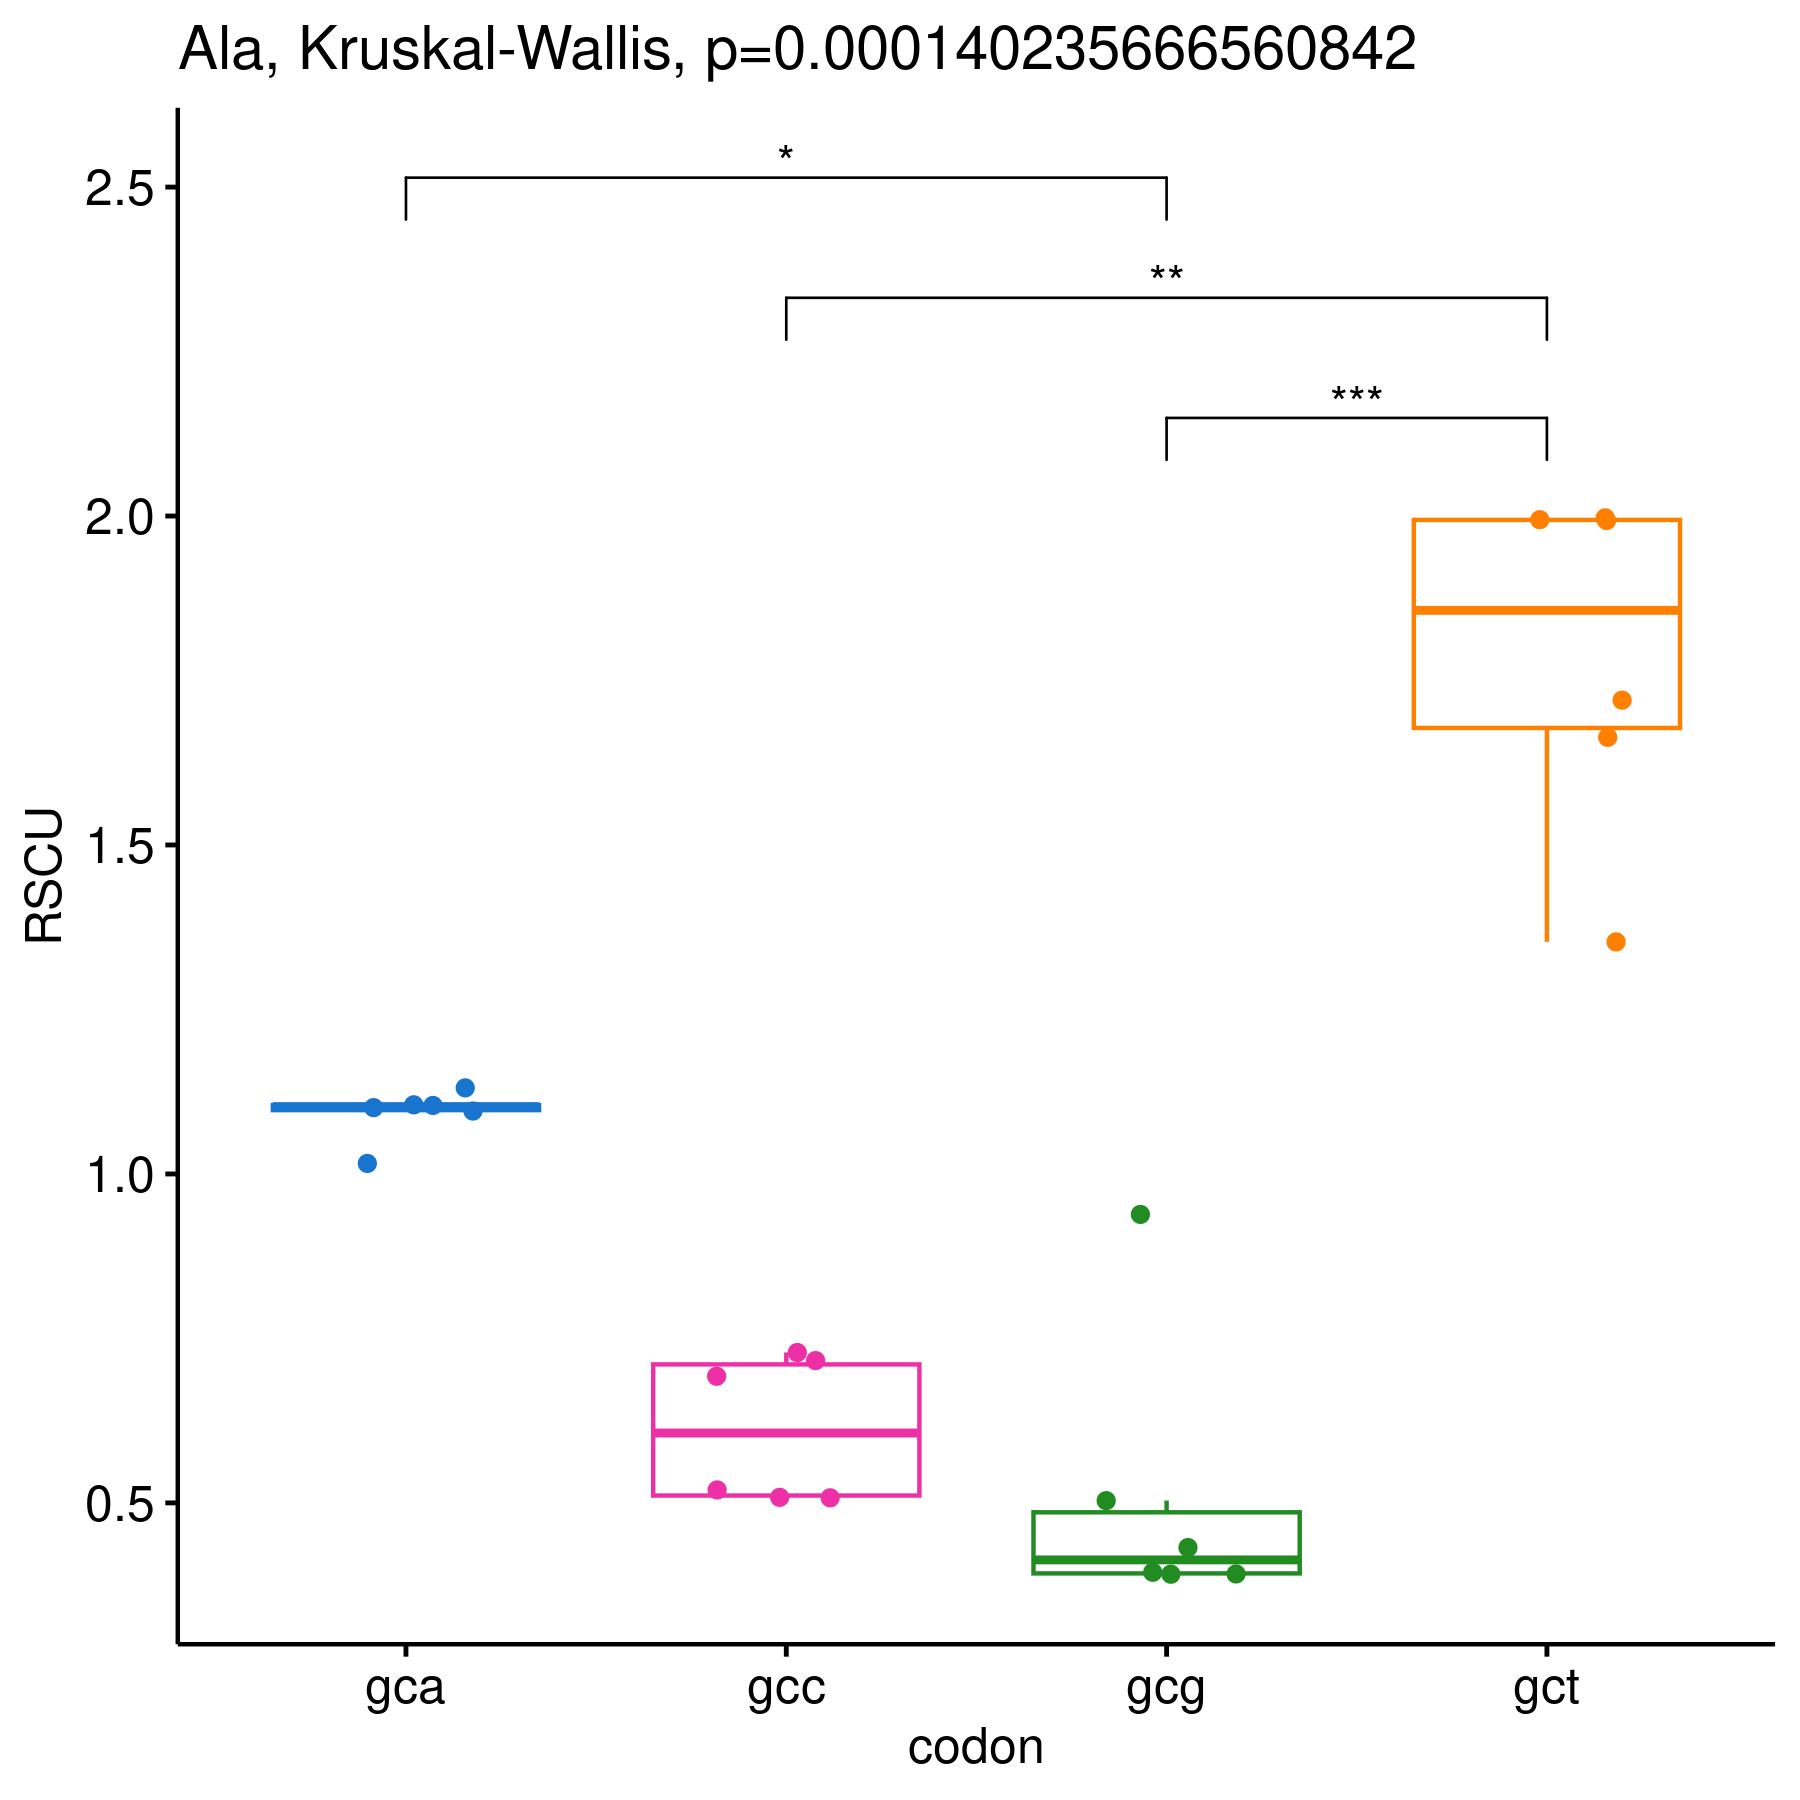 Ala, Kruskal-Wallis, p=0.000140235666560842
*
**
***
2.5
2.0
1.5
1.0
0.5
RSCU
gca gcc gcg gct
codon